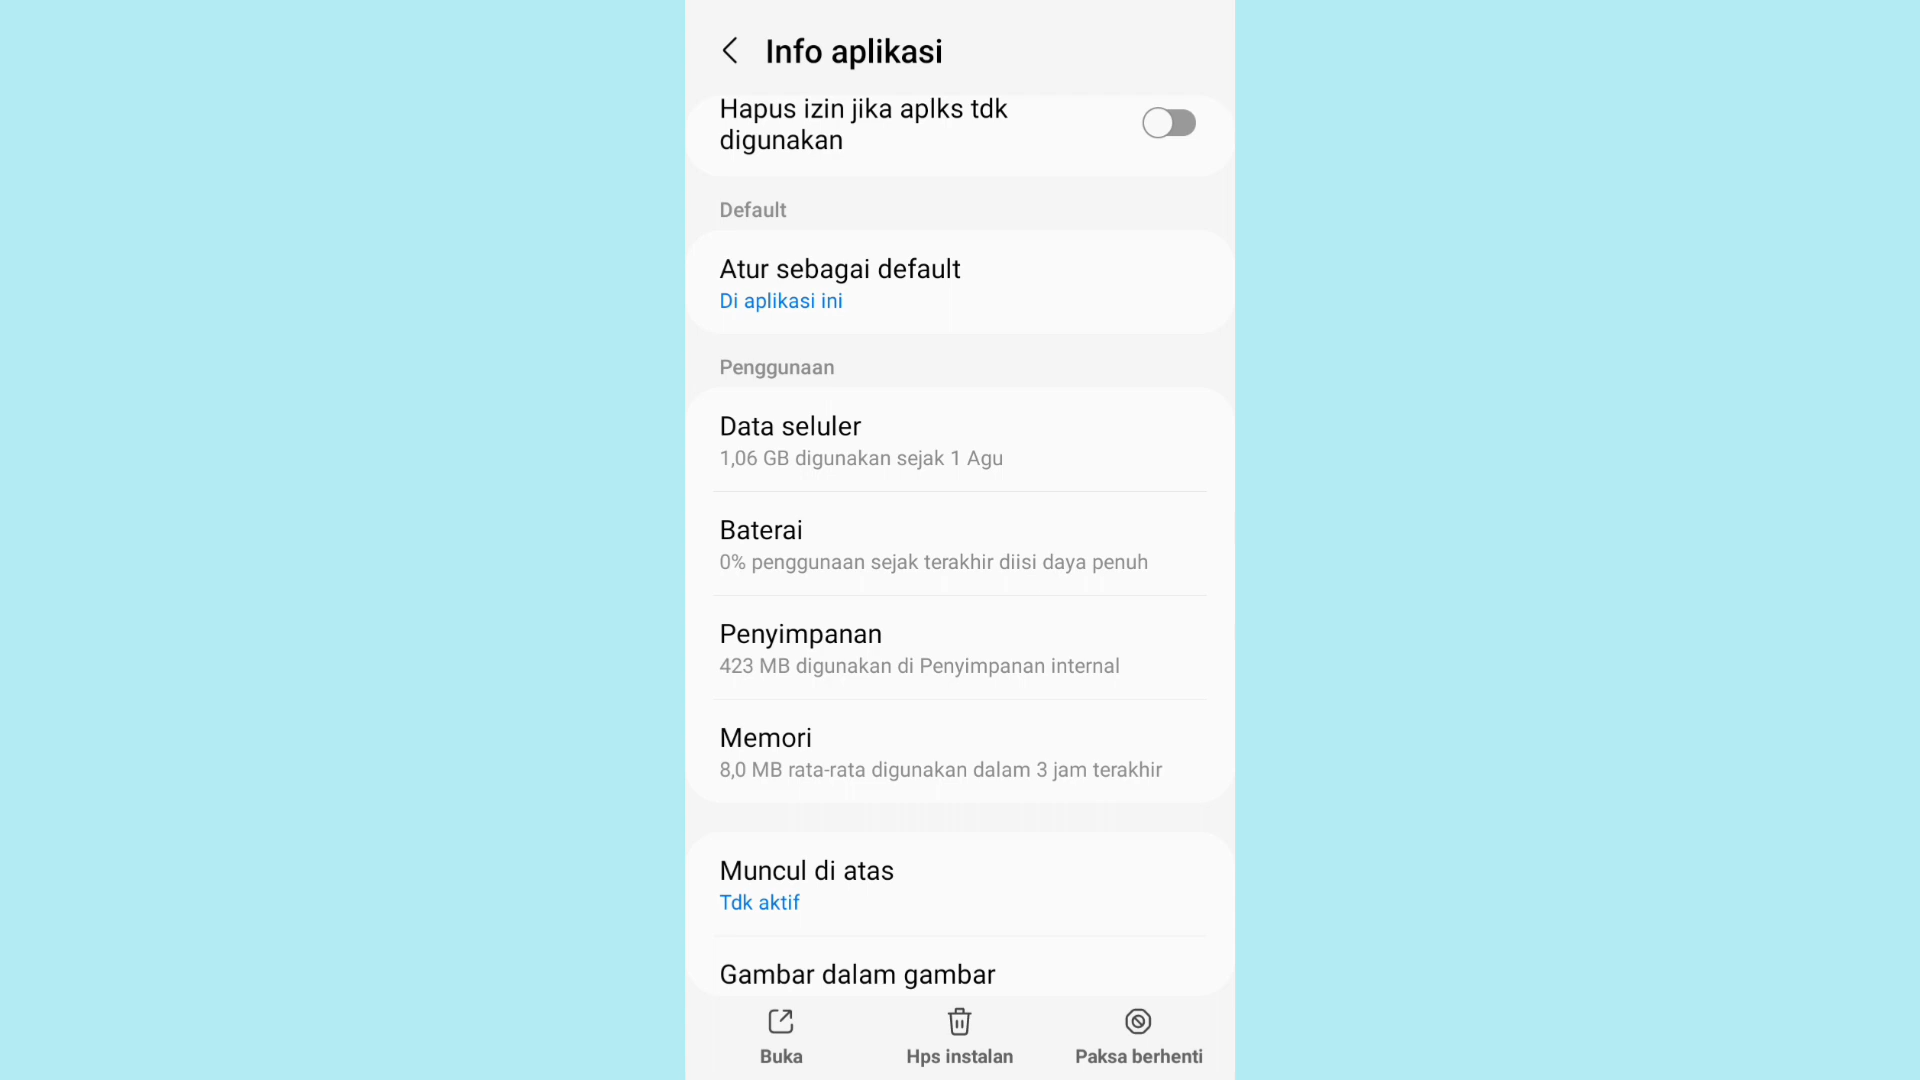 Info aplikasi
Hapus izin jika aplks tdk
digunakan
Default
Atur sebagai default
Di aplikasi ini
Penggunaan
Data seluler
1,06 GB digunakan sejak 1 Agu
Baterai
0% penggunaan sejak terakhir diisi daya penuh
Penyimpanan
423 MB digunakan di Penyimpanan internal
Memori
8,0 MB rata-rata digunakan dalam 3 jam terakhir
Muncul di atas
Tdk aktif
Gambar dalam gambar
Buka
Hps instalan
Paksa berhenti